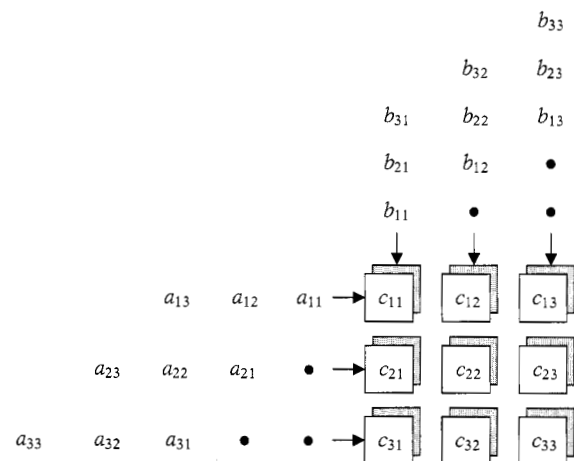 b₃₃
b₃₂ b₂₃
b₃₁ b₂₂ b₁₃
b₂₁ b₁₂ •
b₁₁ • •
a₁₃ a₁₂ a₁₁ c₁₁ c₁₂ c₁₃
a₂₃ a₂₂ a₂₁ • c₂₁ c₂₂ c₂₃
a₃₃ a₃₂ a₃₁ • • c₃₁ c₃₂ c₃₃